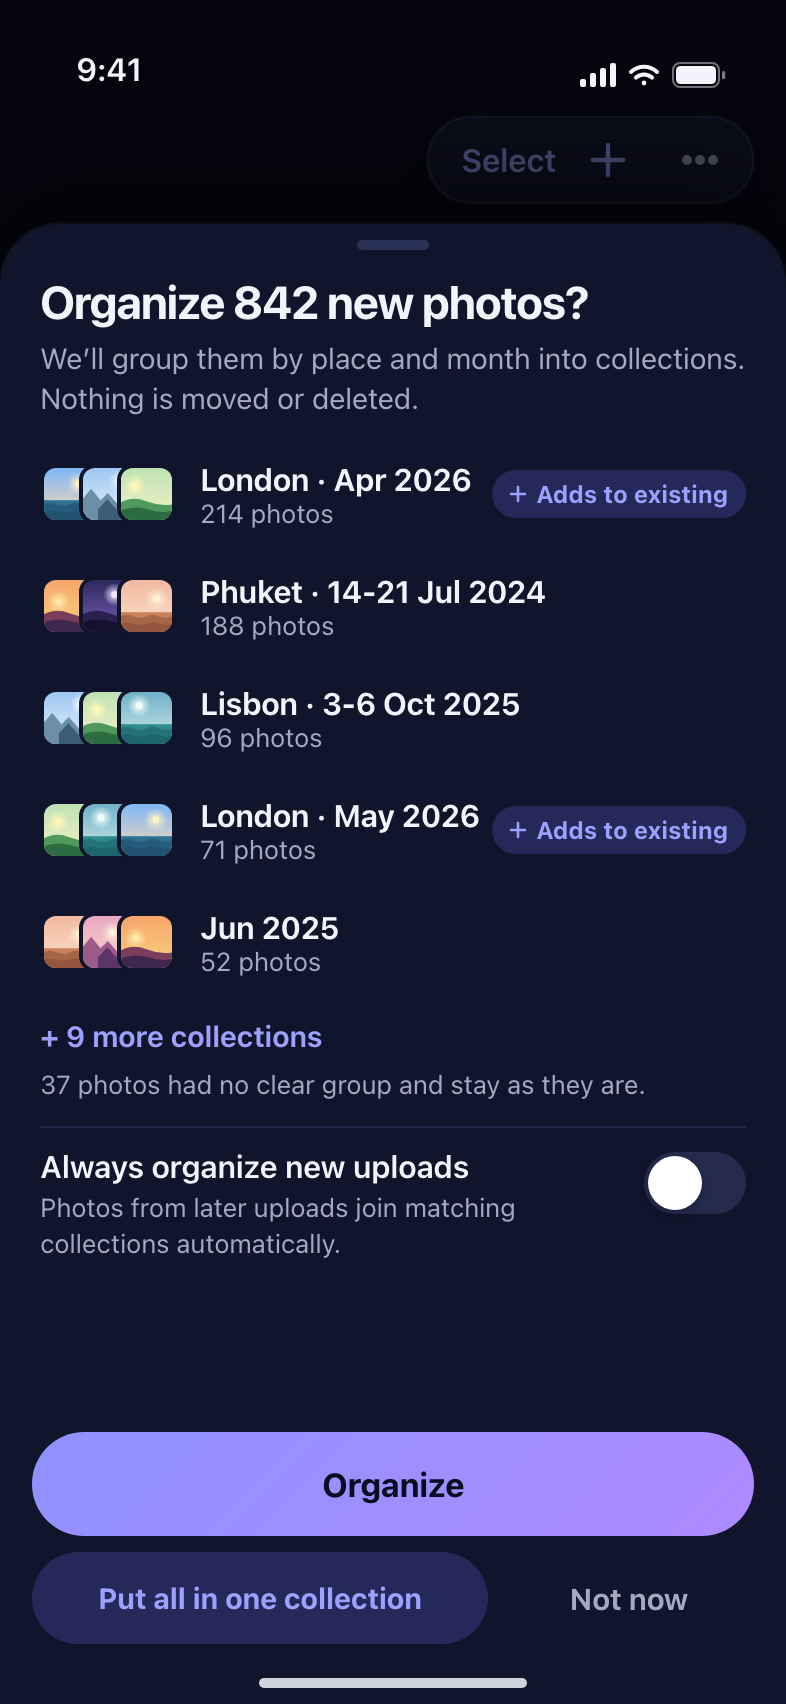 9:41
Select
Organize 842 new photos?
We’ll group them by place and month into collections.
Nothing is moved or deleted.
London · Apr 2026
+ Adds to existing
214 photos
Phuket · 14-21 Jul 2024
188 photos
Lisbon · 3-6 Oct 2025
96 photos
London · May 2026
+ Adds to existing
71 photos
Jun 2025
52 photos
+ 9 more collections
37 photos had no clear group and stay as they are.
Always organize new uploads
Photos from later uploads join matching
collections automatically.
Organize
Put all in one collection
Not now